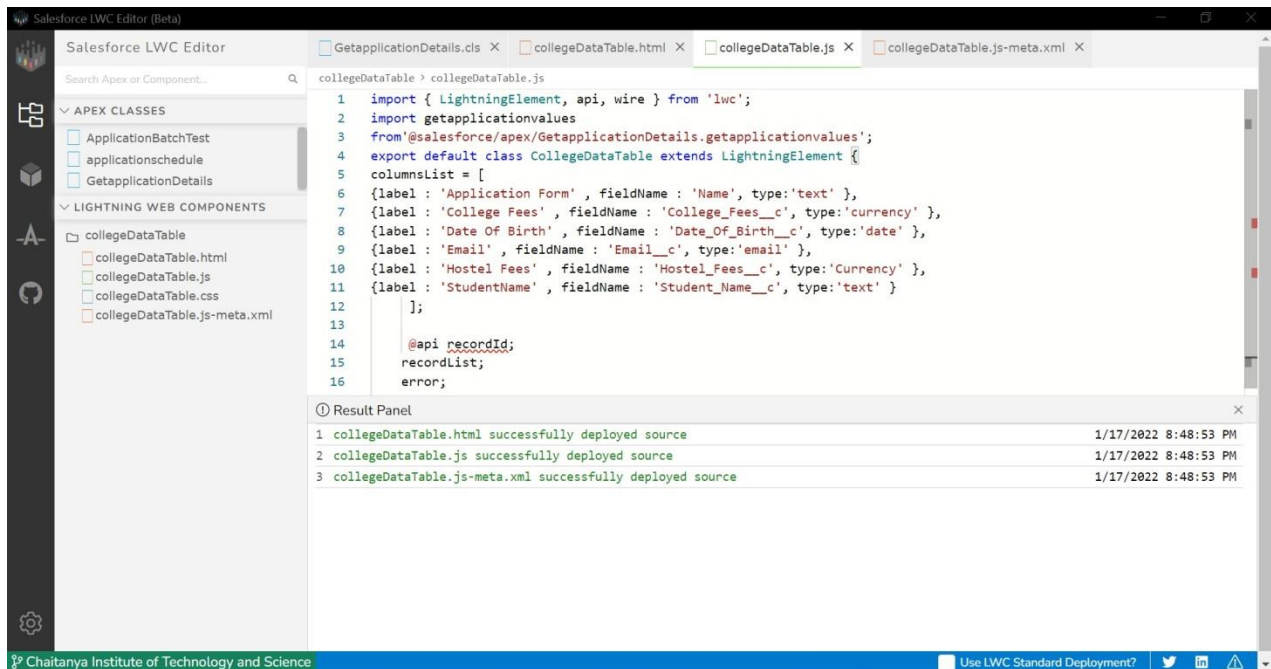 Salesforce LWC Editor (Beta)
Salesforce LWC Editor
Search Apex or Component...
APEX CLASSES
ApplicationBatchTest
applicationschedule
GetapplicationDetails
LIGHTNING WEB COMPONENTS
collegeDataTable
collegeDataTable.html
collegeDataTable.js
collegeDataTable.css
collegeDataTable.js-meta.xml
GetapplicationDetails.cls
collegeDataTable.html
collegeDataTable.js
collegeDataTable.js-meta.xml
collegeDataTable > collegeDataTable.js
1 import { LightningElement, api, wire } from 'lwc';
2 import getapplicationvalues
3 from'@salesforce/apex/GetapplicationDetails.getapplicationvalues';
4 export default class CollegeDataTable extends LightningElement {
5 columnsList = [
6 {label : 'Application Form' , fieldName : 'Name', type:'text' },
7 {label : 'College Fees' , fieldName : 'College_Fees__c', type:'currency' },
8 {label : 'Date Of Birth' , fieldName : 'Date_Of_Birth__c', type:'date' },
9 {label : 'Email' , fieldName : 'Email__c', type:'email' },
10 {label : 'Hostel Fees' , fieldName : 'Hostel_Fees__c', type:'Currency' },
11 {label : 'StudentName' , fieldName : 'Student_Name__c', type:'text' }
12 ];
13
14 @api recordId;
15 recordList;
16 error;
Result Panel
1 collegeDataTable.html successfully deployed source 1/17/2022 8:48:53 PM
2 collegeDataTable.js successfully deployed source 1/17/2022 8:48:53 PM
3 collegeDataTable.js-meta.xml successfully deployed source 1/17/2022 8:48:53 PM
Chaitanya Institute of Technology and Science
Use LWC Standard Deployment?